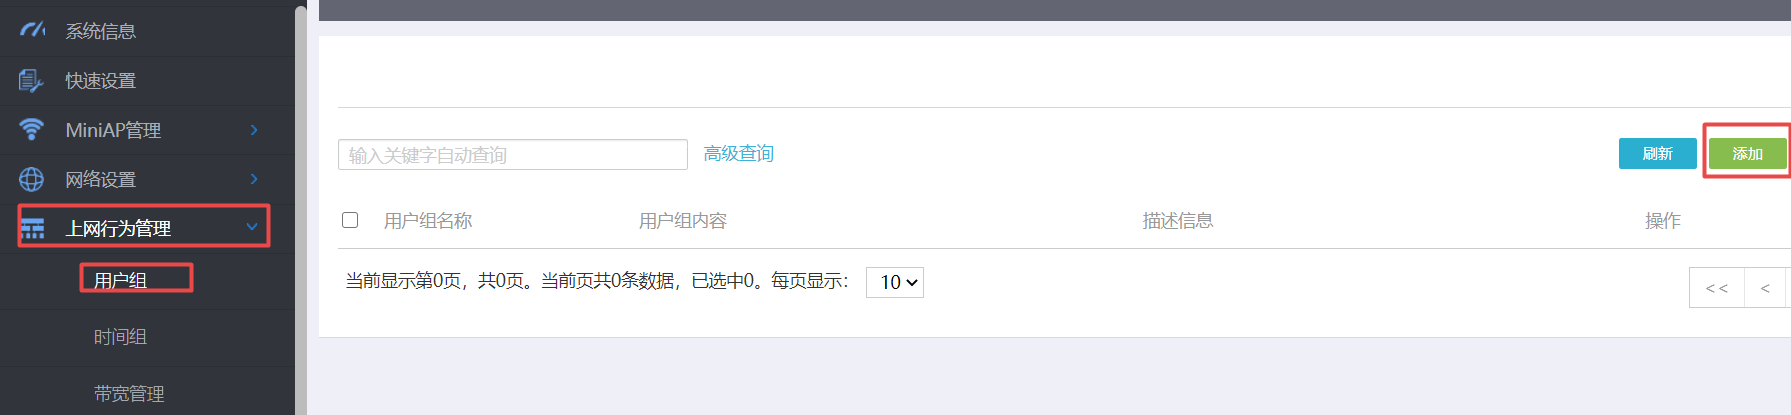 系统信息
快速设置
MiniAP管理
网络设置
上网行为管理
用户组
时间组
带宽管理
输入关键字自动查询 高级查询 刷新 添加
用户组名称 用户组内容 描述信息 操作
当前显示第0页，共0页。当前页共0条数据，已选中0。每页显示： 10 << <